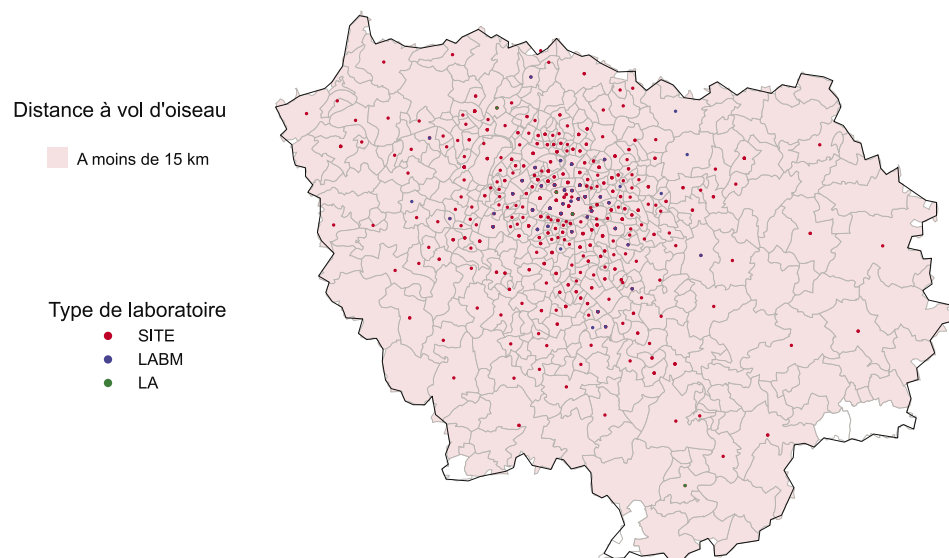 Distance à vol d'oiseau
A moins de 15 km
Type de laboratoire
SITE
LABM
LA